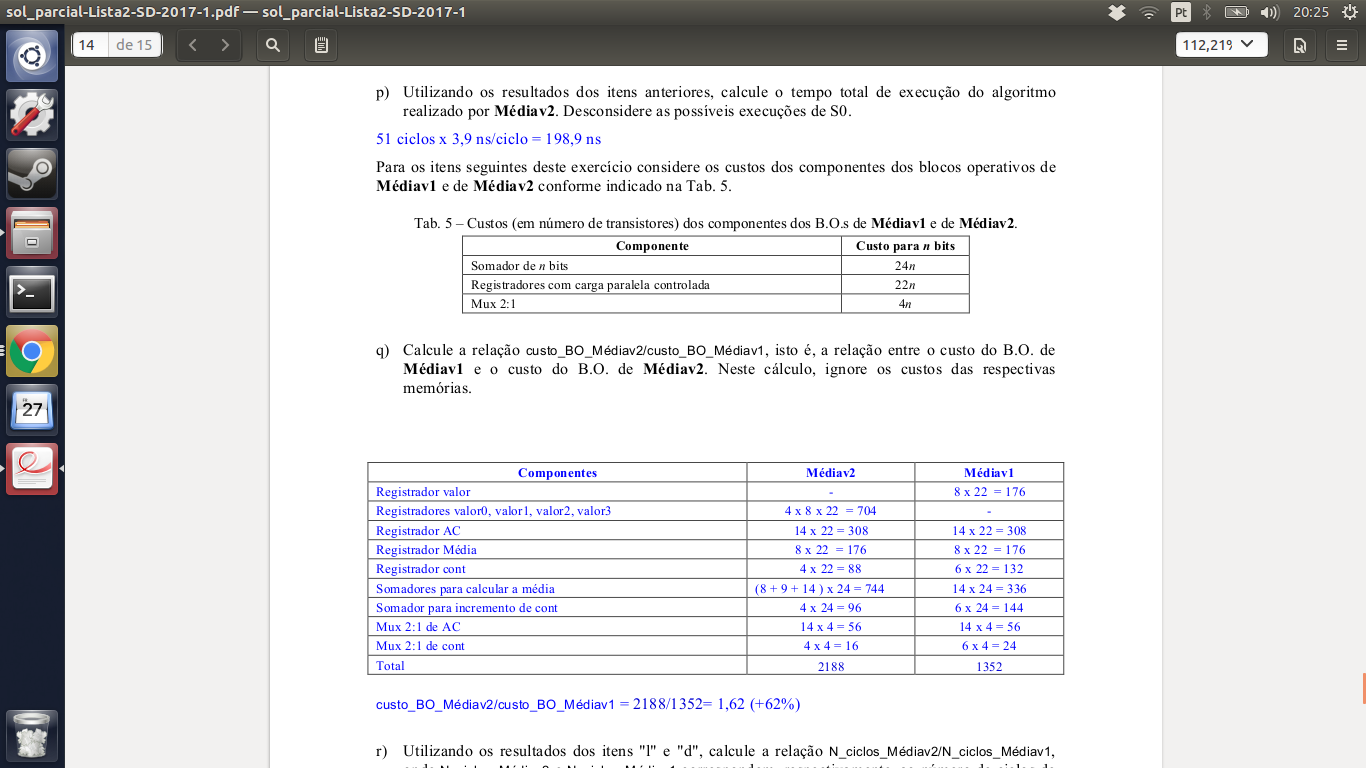 sol_parcial-Lista2-SD-2017-1.pdf — sol_parcial-Lista2-SD-2017-1
Pt
20:25
14 de 15
112,21%
27
p) Utilizando os resultados dos itens anteriores, calcule o tempo total de execução do algoritmo
realizado por Médiav2. Desconsidere as possíveis execuções de S0.
51 ciclos x 3,9 ns/ciclo = 198,9 ns
Para os itens seguintes deste exercício considere os custos dos componentes dos blocos operativos de
Médiav1 e de Médiav2 conforme indicado na Tab. 5.
Tab. 5 – Custos (em número de transistores) dos componentes dos B.O.s de Médiav1 e de Médiav2.
Componente Custo para n bits
Somador de n bits 24n
Registradores com carga paralela controlada 22n
Mux 2:1 4n
q) Calcule a relação custo_BO_Médiav2/custo_BO_Médiav1, isto é, a relação entre o custo do B.O. de
Médiav1 e o custo do B.O. de Médiav2. Neste cálculo, ignore os custos das respectivas
memórias.
Componentes Médiav2 Médiav1
Registrador valor - 8 x 22 = 176
Registradores valor0, valor1, valor2, valor3 4 x 8 x 22 = 704 -
Registrador AC 14 x 22 = 308 14 x 22 = 308
Registrador Média 8 x 22 = 176 8 x 22 = 176
Registrador cont 4 x 22 = 88 6 x 22 = 132
Somadores para calcular a média (8 + 9 + 14 ) x 24 = 744 14 x 24 = 336
Somador para incremento de cont 4 x 24 = 96 6 x 24 = 144
Mux 2:1 de AC 14 x 4 = 56 14 x 4 = 56
Mux 2:1 de cont 4 x 4 = 16 6 x 4 = 24
Total 2188 1352
custo_BO_Médiav2/custo_BO_Médiav1 = 2188/1352= 1,62 (+62%)
r) Utilizando os resultados dos itens "l" e "d", calcule a relação N_ciclos_Médiav2/N_ciclos_Médiav1,